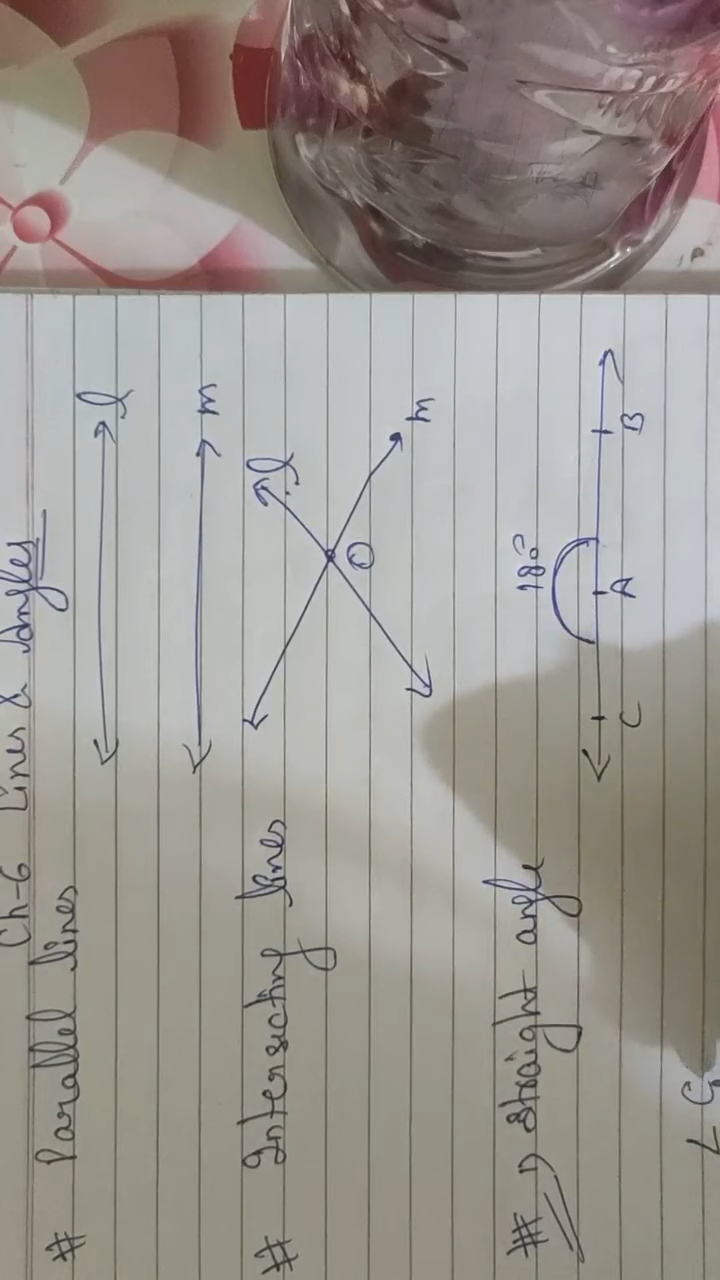 Ch-6 Lines & Angles
# Parallel lines
l
m
# Intersecting lines
l
m
O
# 1) straight angle
180°
C A B
∠ C